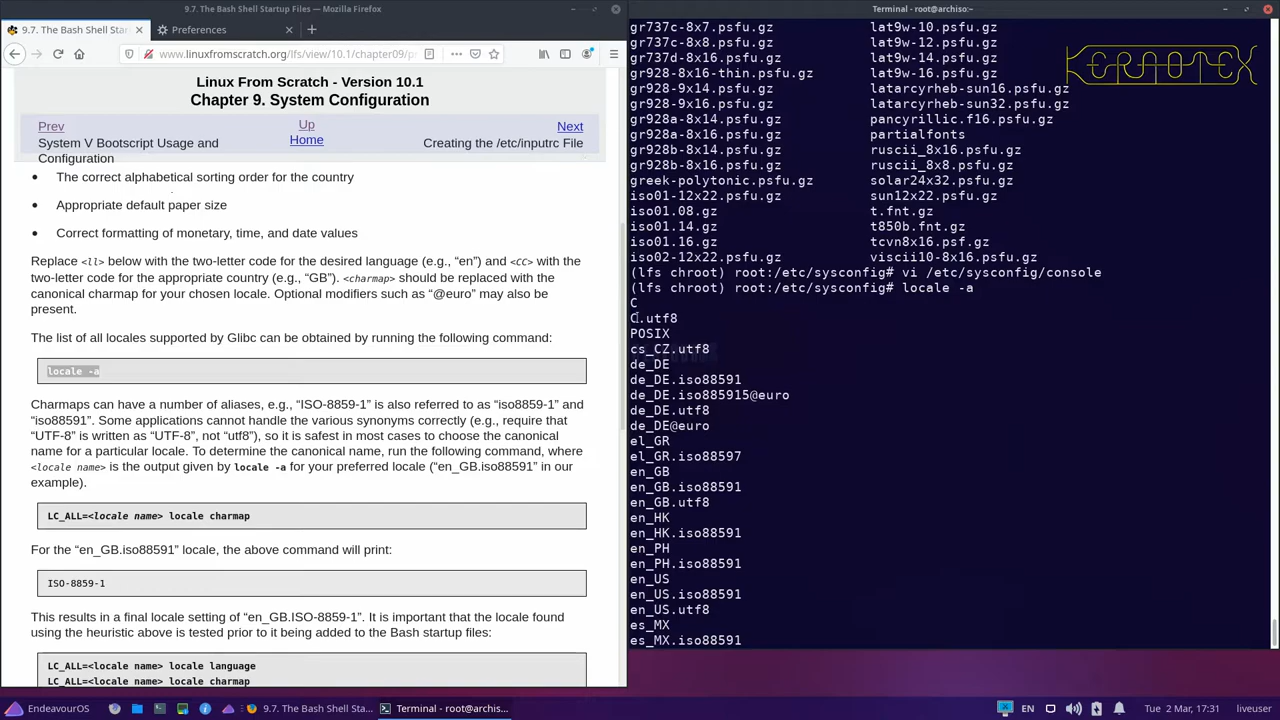 9.7. The Bash Shell Startup Files — Mozilla Firefox
9.7. The Bash Shell Star
Preferences
www.linuxfromscratch.org/lfs/view/10.1/chapter09/pr
Linux From Scratch - Version 10.1
Chapter 9. System Configuration
Prev
Up
Next
System V Bootscript Usage and Configuration
Home
Creating the /etc/inputrc File
• The correct alphabetical sorting order for the country
• Appropriate default paper size
• Correct formatting of monetary, time, and date values
Replace <ll> below with the two-letter code for the desired language (e.g., “en”) and <CC> with the
two-letter code for the appropriate country (e.g., “GB”). <charmap> should be replaced with the
canonical charmap for your chosen locale. Optional modifiers such as “@euro” may also be
present.
The list of all locales supported by Glibc can be obtained by running the following command:
locale -a
Charmaps can have a number of aliases, e.g., “ISO-8859-1” is also referred to as “iso8859-1” and
“iso88591”. Some applications cannot handle the various synonyms correctly (e.g., require that
“UTF-8” is written as “UTF-8”, not “utf8”), so it is safest in most cases to choose the canonical
name for a particular locale. To determine the canonical name, run the following command, where
<locale name> is the output given by locale -a for your preferred locale (“en_GB.iso88591” in our
example).
LC_ALL=<locale name> locale charmap
For the “en_GB.iso88591” locale, the above command will print:
ISO-8859-1
This results in a final locale setting of “en_GB.ISO-8859-1”. It is important that the locale found
using the heuristic above is tested prior to it being added to the Bash startup files:
LC_ALL=<locale name> locale language
LC_ALL=<locale name> locale charmap
Terminal - root@archiso:~
KERNOTEX
gr737c-8x7.psfu.gz lat9w-10.psfu.gz
gr737c-8x8.psfu.gz lat9w-12.psfu.gz
gr737d-8x16.psfu.gz lat9w-14.psfu.gz
gr928-8x16-thin.psfu.gz lat9w-16.psfu.gz
gr928-9x14.psfu.gz latarcyrheb-sun16.psfu.gz
gr928-9x16.psfu.gz latarcyrheb-sun32.psfu.gz
gr928a-8x14.psfu.gz pancyrillic.f16.psfu.gz
gr928a-8x16.psfu.gz partialfonts
gr928b-8x14.psfu.gz ruscii_8x16.psfu.gz
gr928b-8x16.psfu.gz ruscii_8x8.psfu.gz
greek-polytonic.psfu.gz solar24x32.psfu.gz
iso01-12x22.psfu.gz sun12x22.psfu.gz
iso01.08.gz t.fnt.gz
iso01.14.gz t850b.fnt.gz
iso01.16.gz tcvn8x16.psf.gz
iso02-12x22.psfu.gz viscii10-8x16.psfu.gz
(lfs chroot) root:/etc/sysconfig# vi /etc/sysconfig/console
(lfs chroot) root:/etc/sysconfig# locale -a
C
C.utf8
POSIX
cs_CZ.utf8
de_DE
de_DE.iso88591
de_DE.iso885915@euro
de_DE.utf8
de_DE@euro
el_GR
el_GR.iso88597
en_GB
en_GB.iso88591
en_GB.utf8
en_HK
en_HK.iso88591
en_PH
en_PH.iso88591
en_US
en_US.iso88591
en_US.utf8
es_MX
es_MX.iso88591
EndeavourOS
9.7. The Bash Shell Sta...
Terminal - root@archis...
EN
Tue 2 Mar, 17:31
liveuser